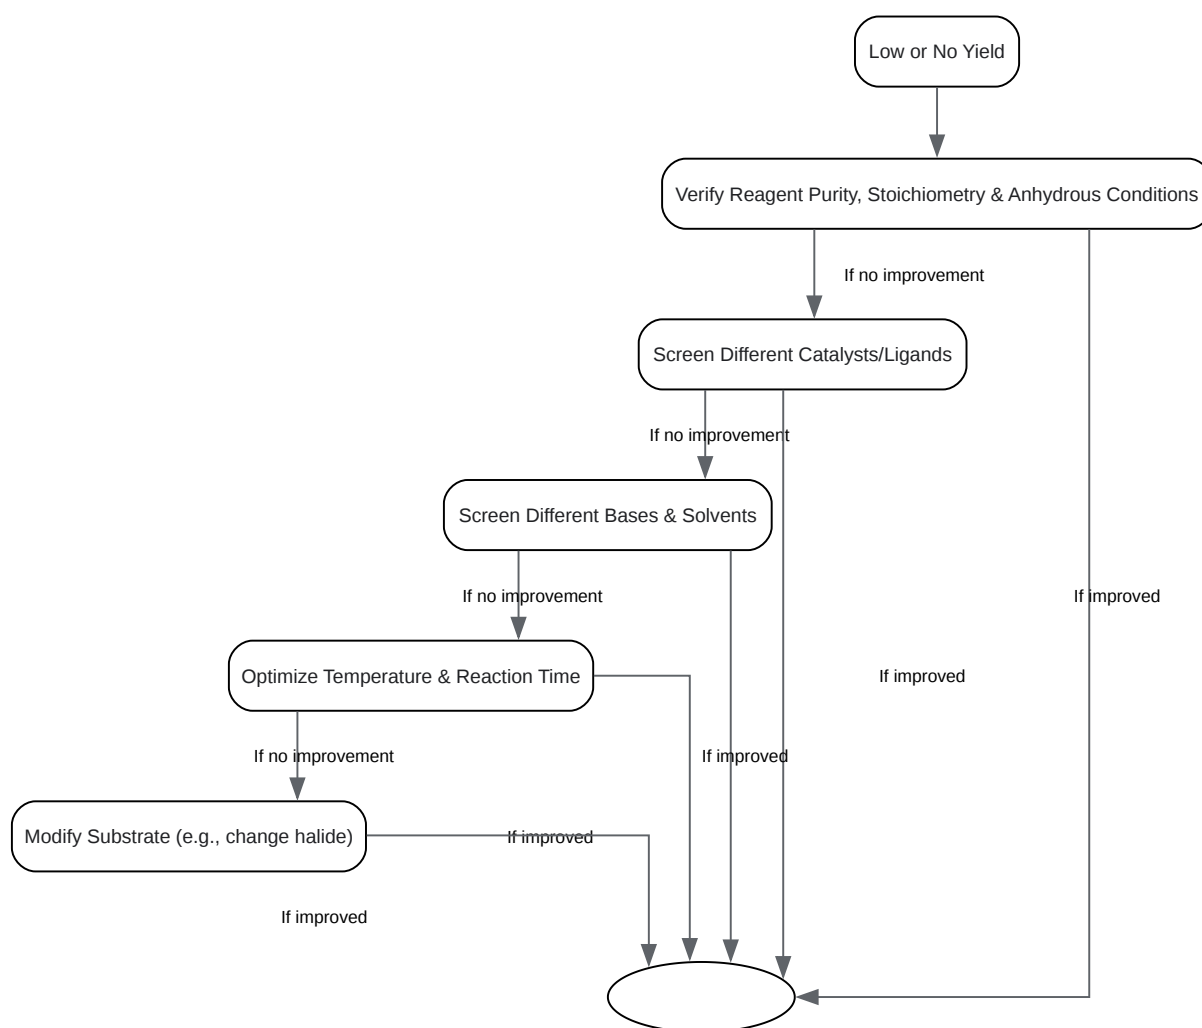 Low or No Yield
Verify Reagent Purity, Stoichiometry & Anhydrous Conditions
If no improvement
Screen Different Catalysts/Ligands
If no improvement
Screen Different Bases & Solvents
If no improvement
If improved
Optimize Temperature & Reaction Time
If improved
If no improvement
If improved
Modify Substrate (e.g., change halide)
If improved
If improved